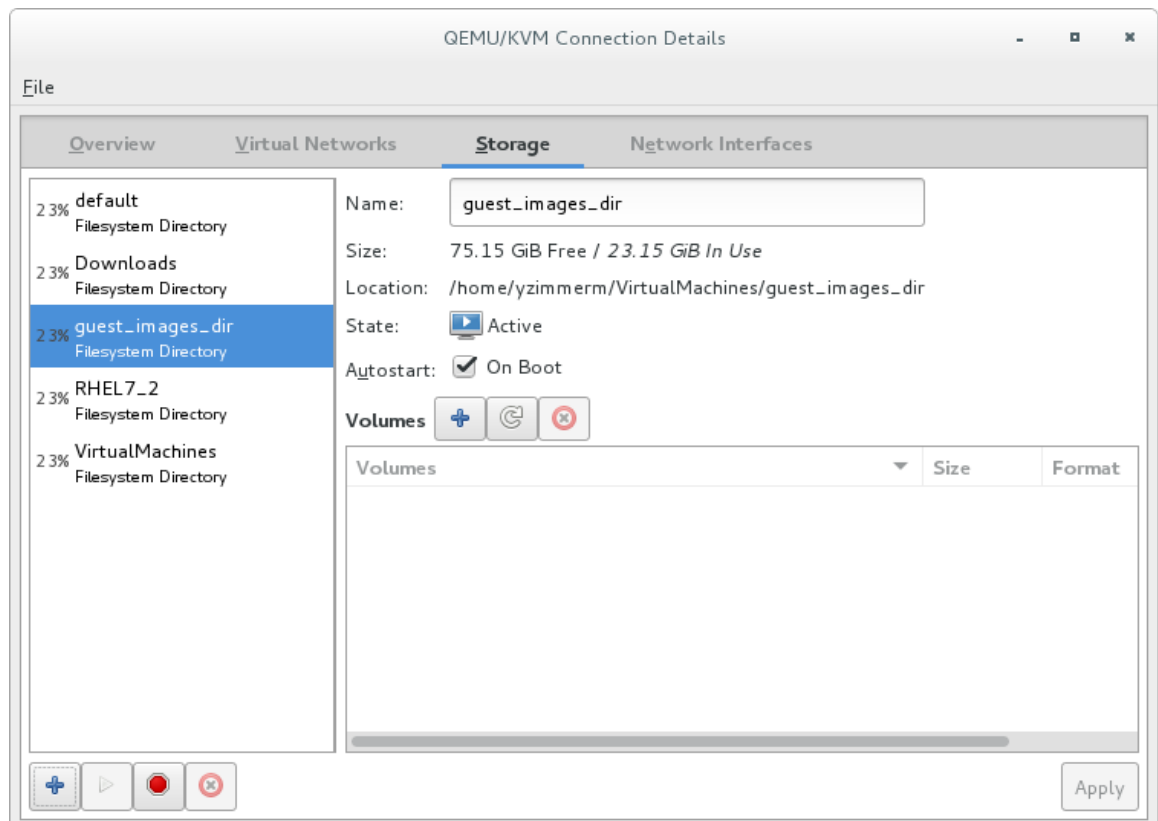 QEMU/KVM Connection Details
File
Overview Virtual Networks Storage Network Interfaces
23% default
Filesystem Directory
23% Downloads
Filesystem Directory
23% guest_images_dir
Filesystem Directory
23% RHEL7_2
Filesystem Directory
23% VirtualMachines
Filesystem Directory
Name: guest_images_dir
Size: 75.15 GiB Free / 23.15 GiB In Use
Location: /home/yzimmerm/VirtualMachines/guest_images_dir
State: Active
Autostart: On Boot
Volumes
Volumes Size Format
Apply